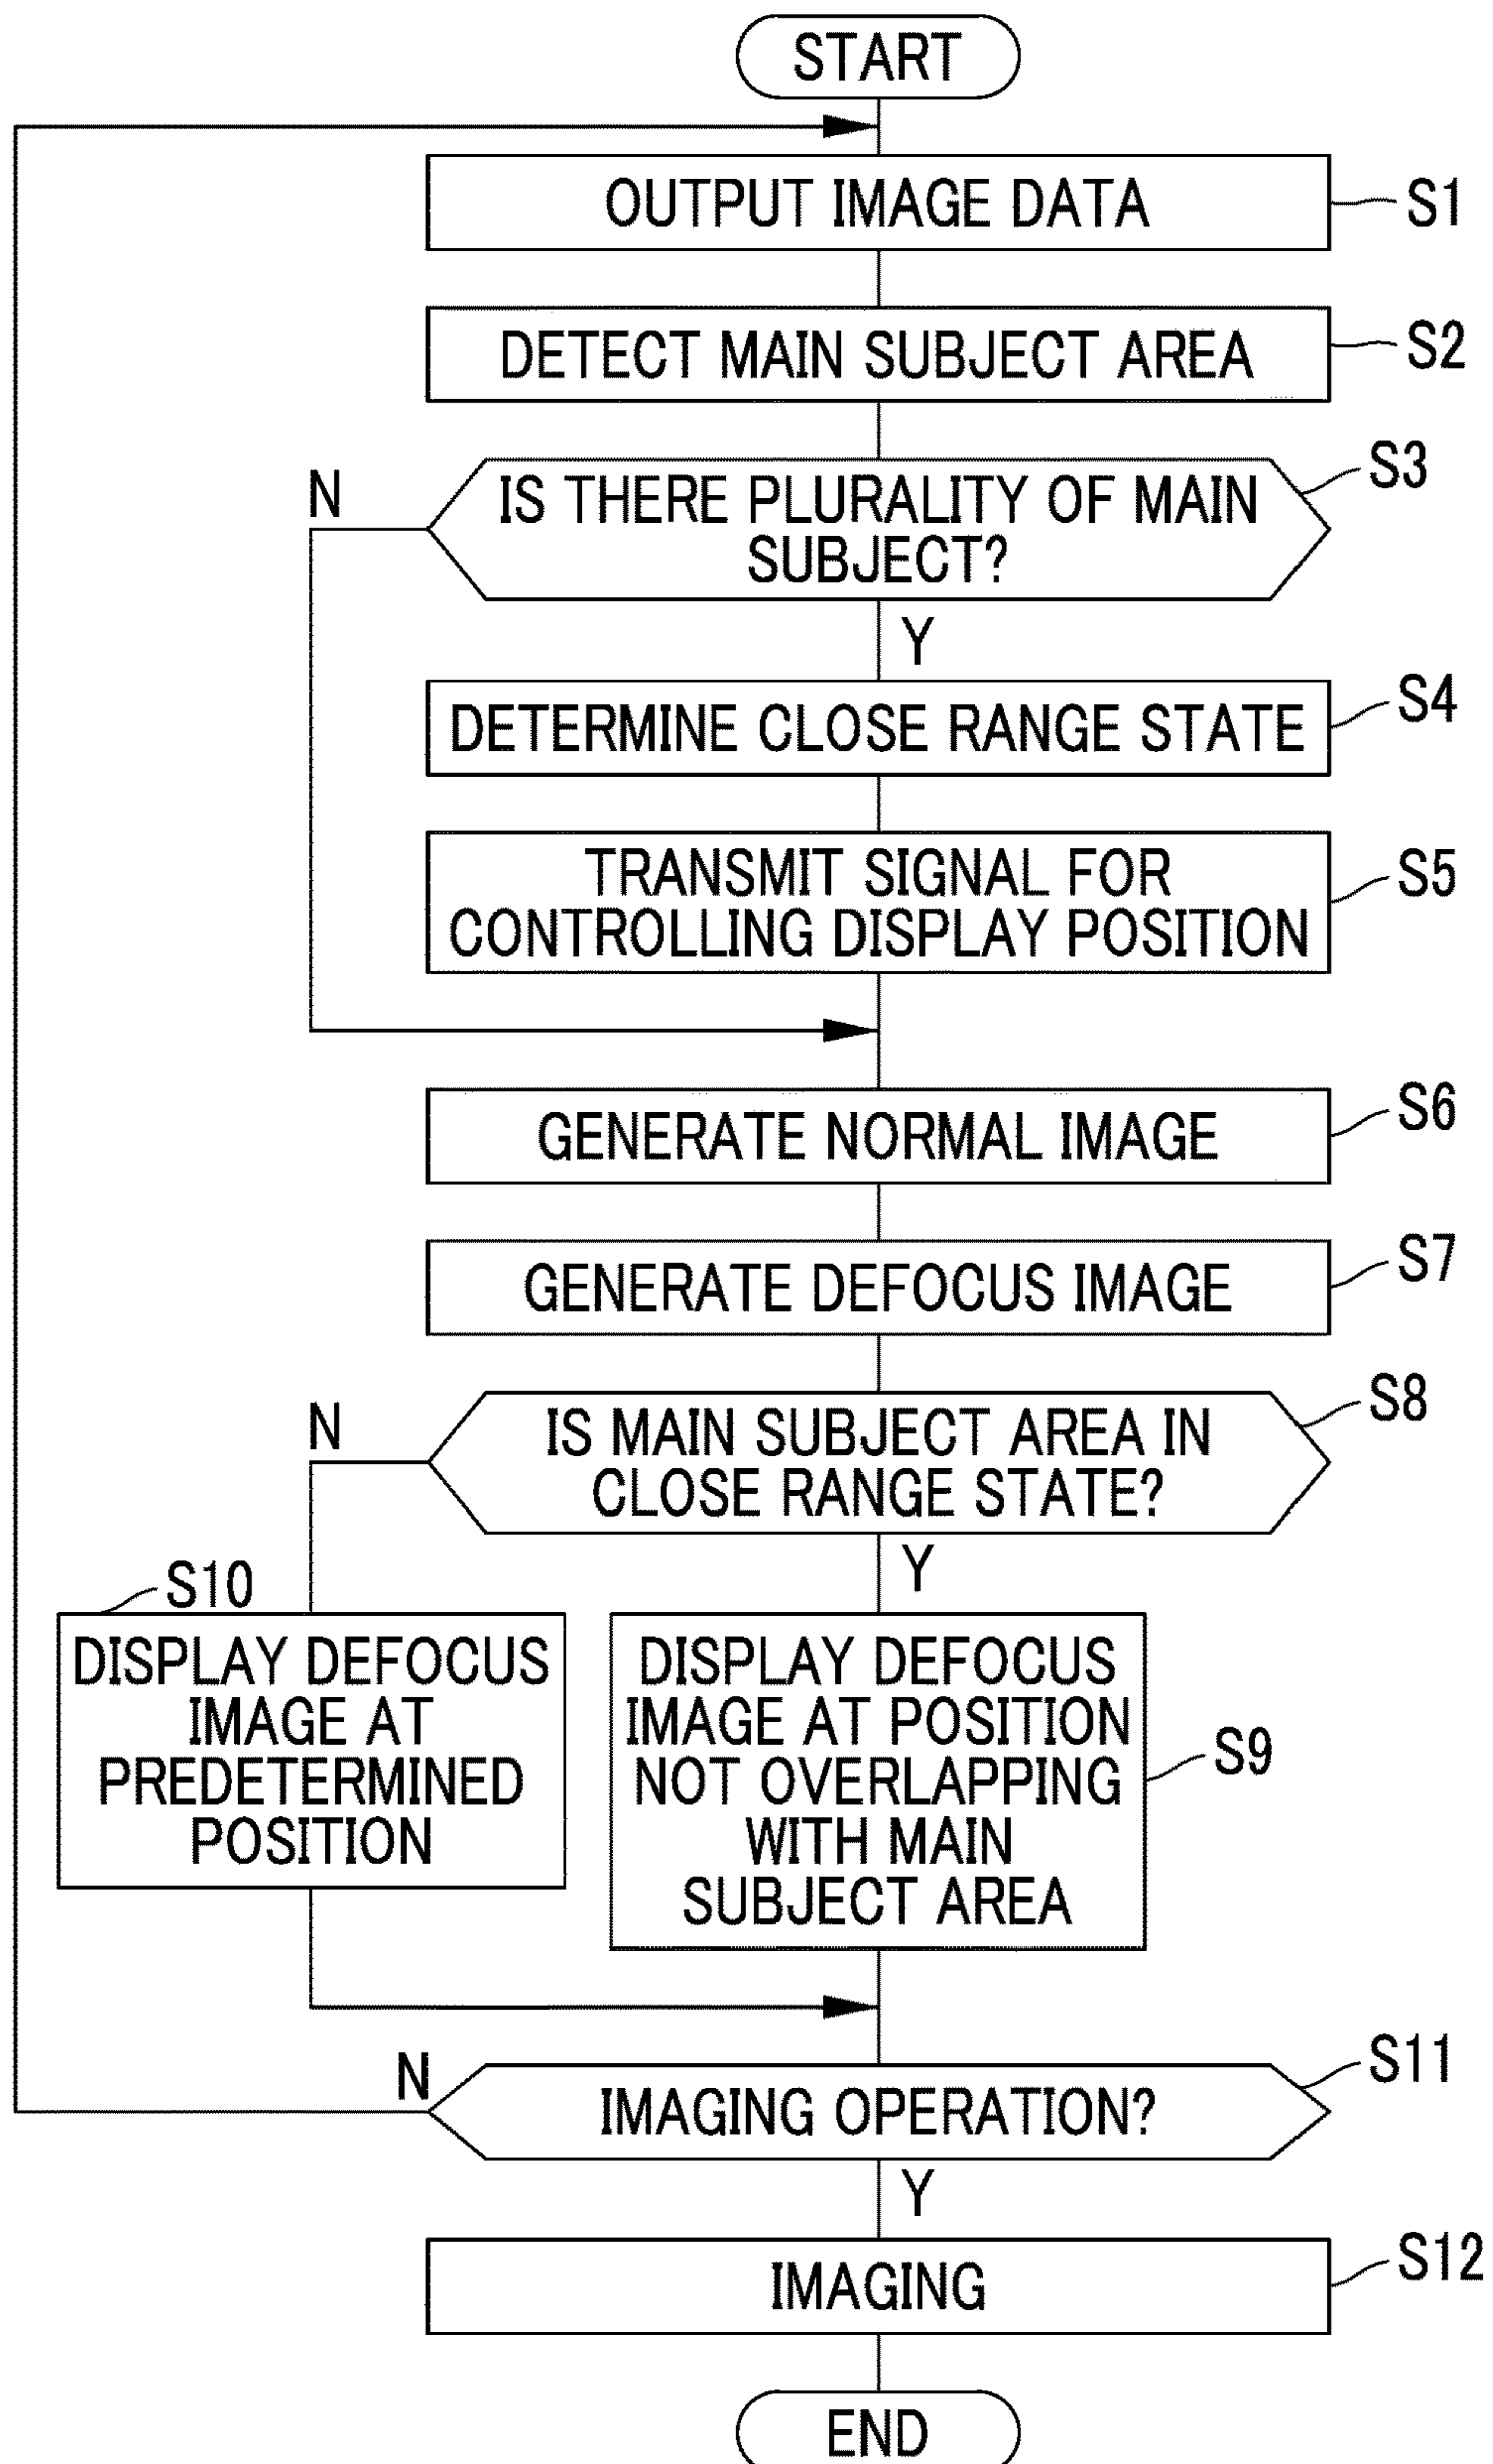 START
OUTPUT IMAGE DATA
S1
DETECT MAIN SUBJECT AREA
S2
N
IS THERE PLURALITY OF MAIN
SUBJECT?
S3
Y
DETERMINE CLOSE RANGE STATE
S4
TRANSMIT SIGNAL FOR
CONTROLLING DISPLAY POSITION
S5
GENERATE NORMAL IMAGE
S6
GENERATE DEFOCUS IMAGE
S7
N
IS MAIN SUBJECT AREA IN
CLOSE RANGE STATE?
S8
Y
S10
DISPLAY DEFOCUS
IMAGE AT
PREDETERMINED
POSITION
DISPLAY DEFOCUS
IMAGE AT POSITION
NOT OVERLAPPING
WITH MAIN
SUBJECT AREA
S9
N
IMAGING OPERATION?
S11
Y
IMAGING
S12
END